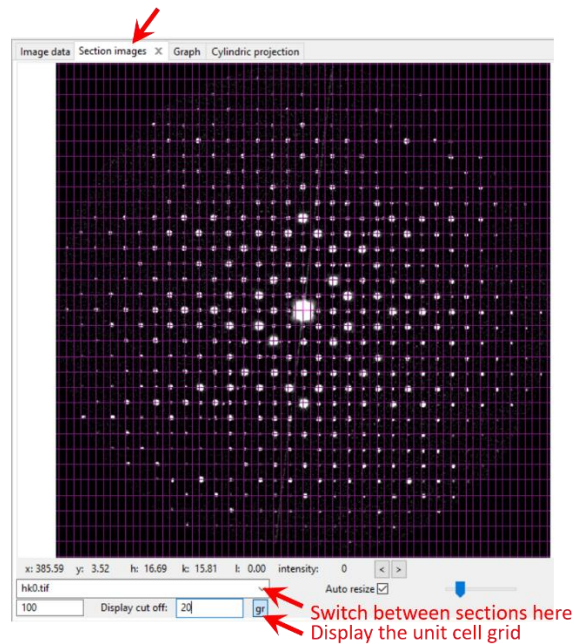 Image data Section images X Graph Cylindric projection
x: 385.59 y: 3.52 h: 16.69 k: 15.81 l: 0.00 intensity: 0 < >
hk0.tif Auto resize
100 Display cut off: 20 gr
Switch between sections here
Display the unit cell grid